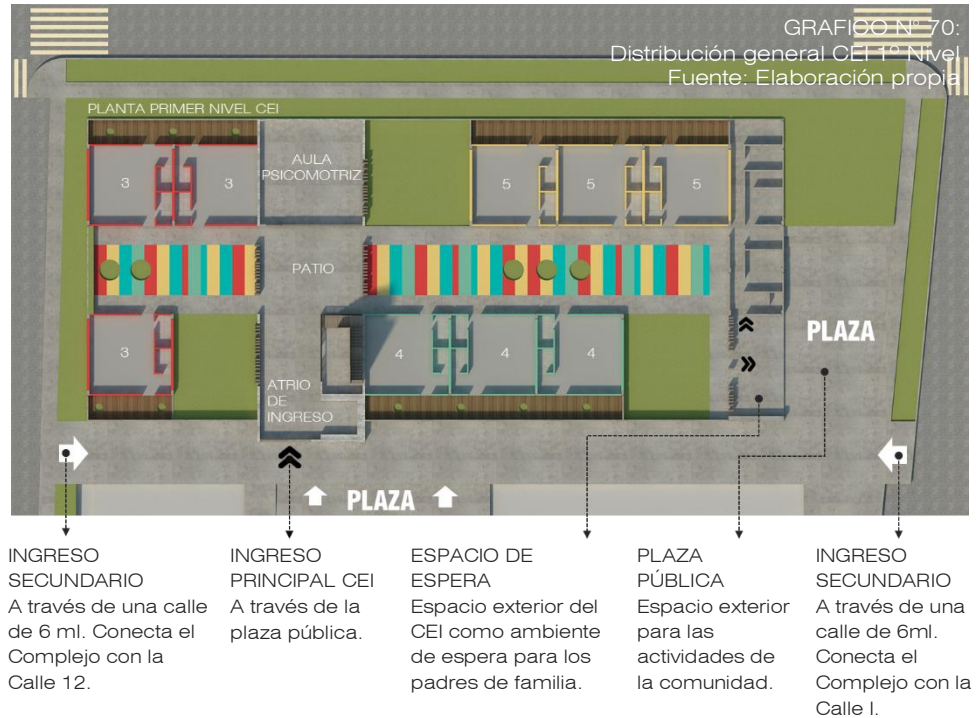 GRAFICO Nº 70:
Distribución general CEI 1º Nivel
Fuente: Elaboración propia
PLANTA PRIMER NIVEL CEI
3
3
AULA
PSICOMOTRIZ
5
5
5
PATIO
3
4
4
4
PLAZA
ATRIO
DE
INGRESO
PLAZA
INGRESO
SECUNDARIO
A través de una calle
de 6 ml. Conecta el
Complejo con la
Calle 12.
INGRESO
PRINCIPAL CEI
A través de la
plaza pública.
ESPACIO DE
ESPERA
Espacio exterior del
CEI como ambiente
de espera para los
padres de familia.
PLAZA
PÚBLICA
Espacio exterior
para las
actividades de
la comunidad.
INGRESO
SECUNDARIO
A través de una
calle de 6ml.
Conecta el
Complejo con la
Calle I.